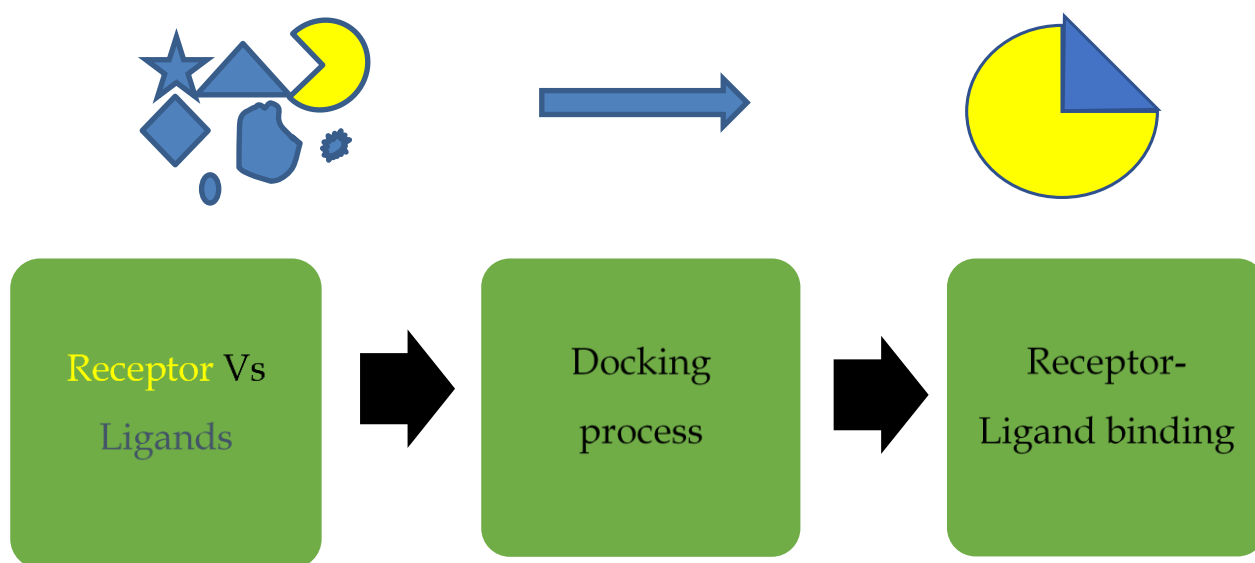 Receptor Vs
Ligands
Docking
process
Receptor-
Ligand binding